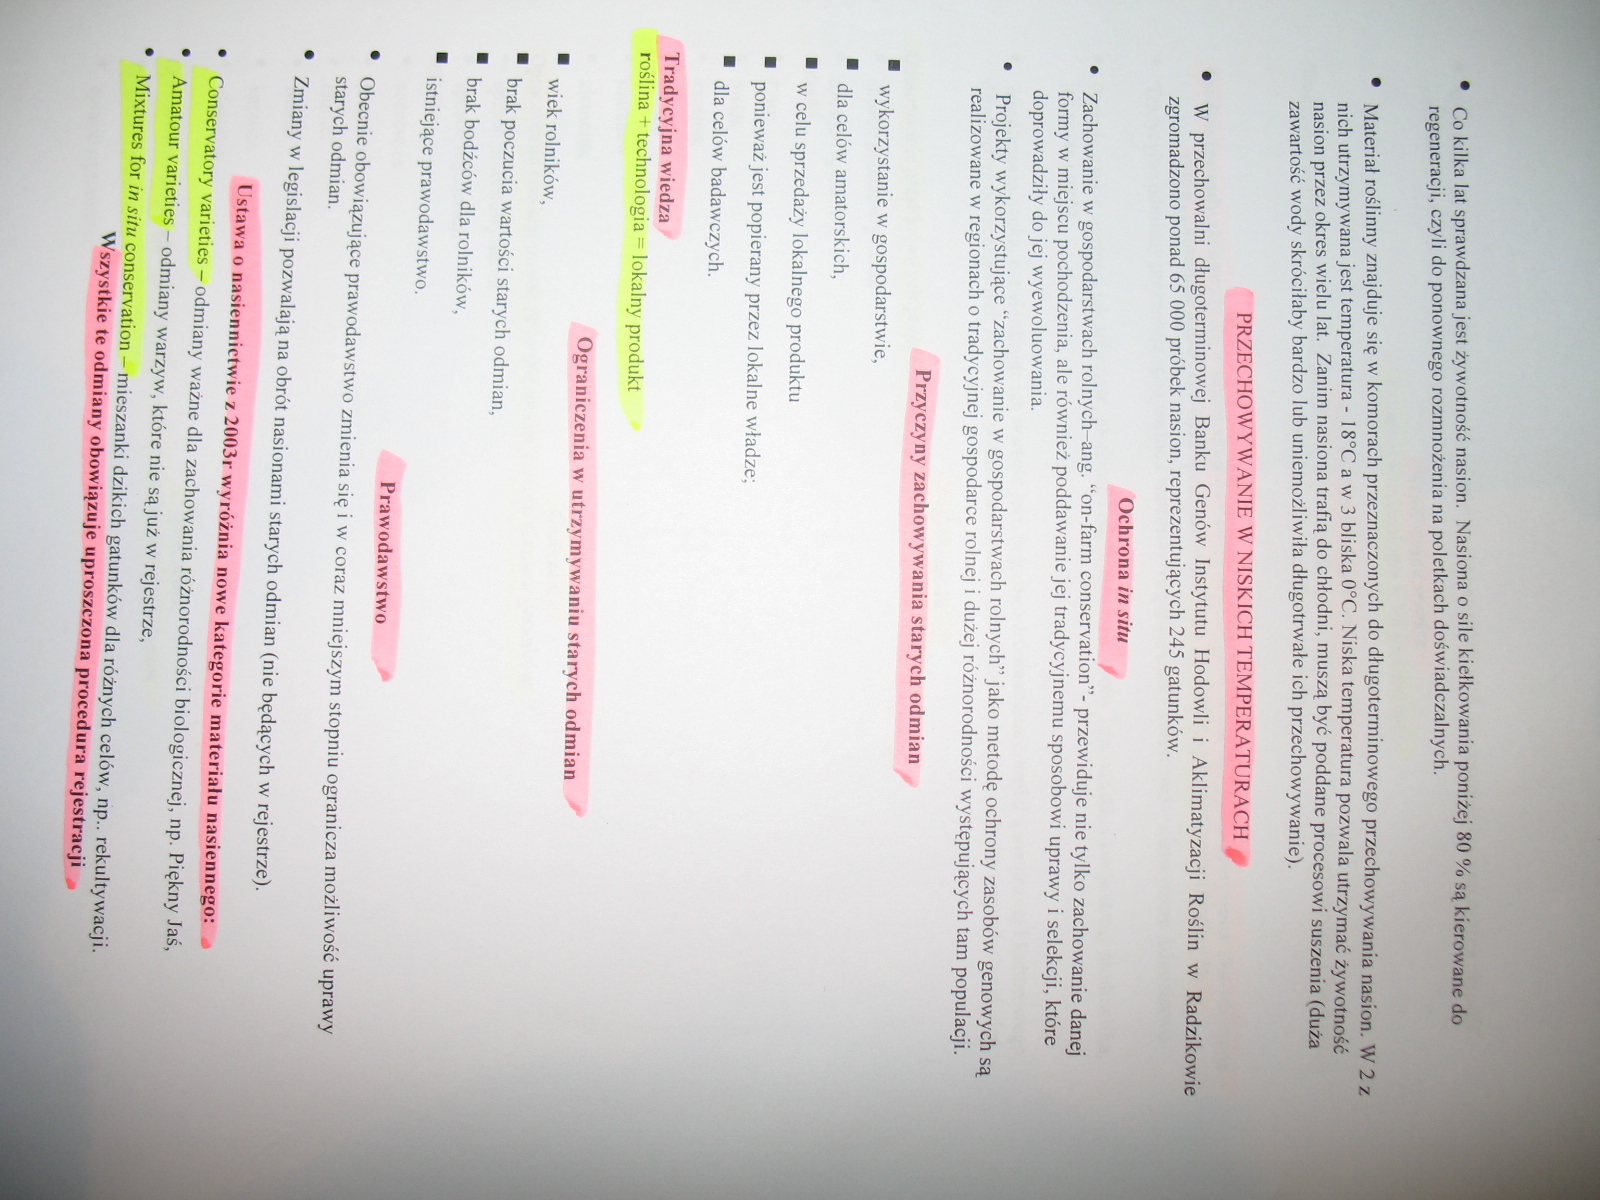 • Co kilka lat sprawdzana jest żywotność nasion. Nasiona o sile kiełkowania poniżej 80 % są kierowane do
regeneracji, czyli do ponownego rozmnożenia na poletkach doświadczalnych.
• Materiał roślinny znajduje się w komorach przeznaczonych do długoterminowego przechowywania nasion. W 2 z
nich utrzymywana jest temperatura - 18°C a w 3 bliska 0°C. Niska temperatura pozwala utrzymać żywotność
nasion przez okres wielu lat. Zanim nasiona trafią do chłodni, muszą być poddane procesowi suszenia (duża
zawartość wody skróciłaby bardzo lub uniemożliwiła długotrwałe ich przechowywanie).
PRZECHOWYWANIE W NISKICH TEMPERATURACH
• W przechowalni długoterminowej Banku Genów Instytutu Hodowli i Aklimatyzacji Roślin w Radzikowie
zgromadzono ponad 65 000 próbek nasion, reprezentujących 245 gatunków.
Ochrona in situ
• Zachowanie w gospodarstwach rolnych–ang. “on-farm conservation”- przewiduje nie tylko zachowanie danej
formy w miejscu pochodzenia, ale również poddawanie jej tradycyjnemu sposobowi uprawy i selekcji, które
doprowadziły do jej wyewoluowania.
• Projekty wykorzystujące “zachowanie w gospodarstwach rolnych” jako metodę ochrony zasobów genowych są
realizowane w regionach o tradycyjnej gospodarce rolnej i dużej różnorodności występujących tam populacji.
Przyczyny zachowywania starych odmian
■ wykorzystanie w gospodarstwie,
■ dla celów amatorskich,
■ w celu sprzedaży lokalnego produktu
■ ponieważ jest popierany przez lokalne władze;
■ dla celów badawczych.
Tradycyjna wiedza
roślina + technologia = lokalny produkt
Ograniczenia w utrzymywaniu starych odmian
■ wiek rolników,
■ brak poczucia wartości starych odmian,
■ brak bodźców dla rolników,
■ istniejące prawodawstwo.
Prawodawstwo
• Obecnie obowiązujące prawodawstwo zmienia się i w coraz mniejszym stopniu ogranicza możliwość uprawy
starych odmian.
• Zmiany w legislacji pozwalają na obrót nasionami starych odmian (nie będących w rejestrze).
Ustawa o nasiennictwie z 2003r wyróżnia nowe kategorie materiału nasiennego:
• Conservatory varieties – odmiany ważne dla zachowania różnorodności biologicznej, np. Piękny Jaś,
• Amatour varieties – odmiany warzyw, które nie są już w rejestrze,
• Mixtures for in situ conservation – mieszanki dzikich gatunków dla różnych celów, np.. rekultywacji.
Wszystkie te odmiany obowiązuje uproszczona procedura rejestracji